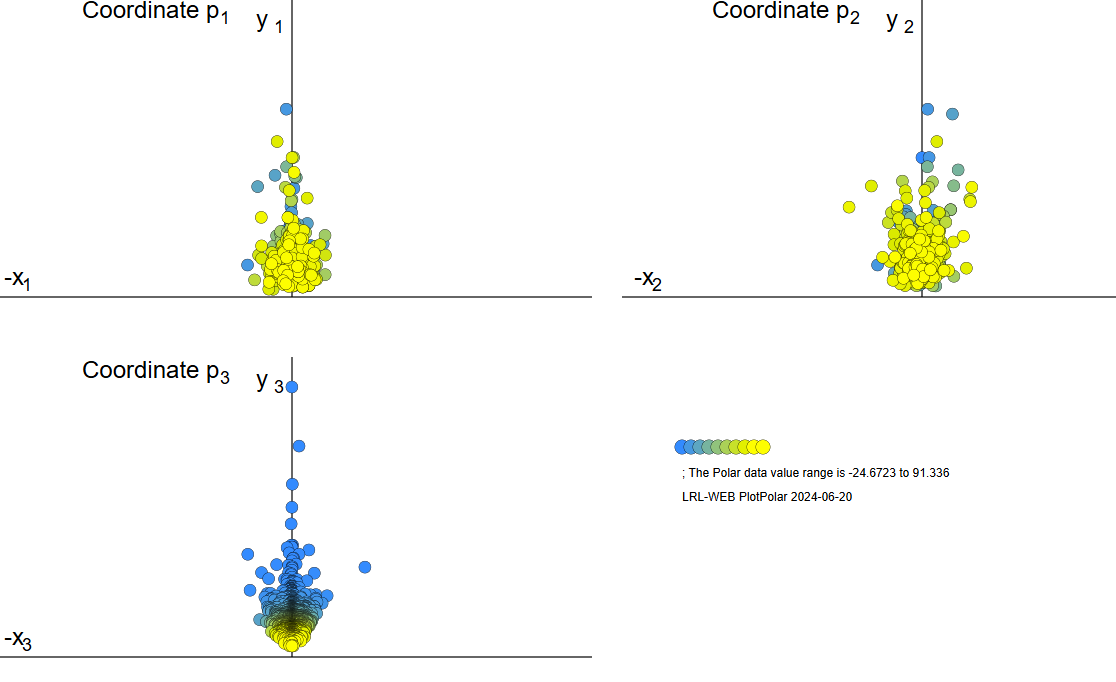 Coordinate p1 y 1
Coordinate p2 y 2
-x1
-x2
Coordinate p3 y 3
; The Polar data value range is -24.6723 to 91.336
LRL-WEB PlotPolar 2024-06-20
-x3